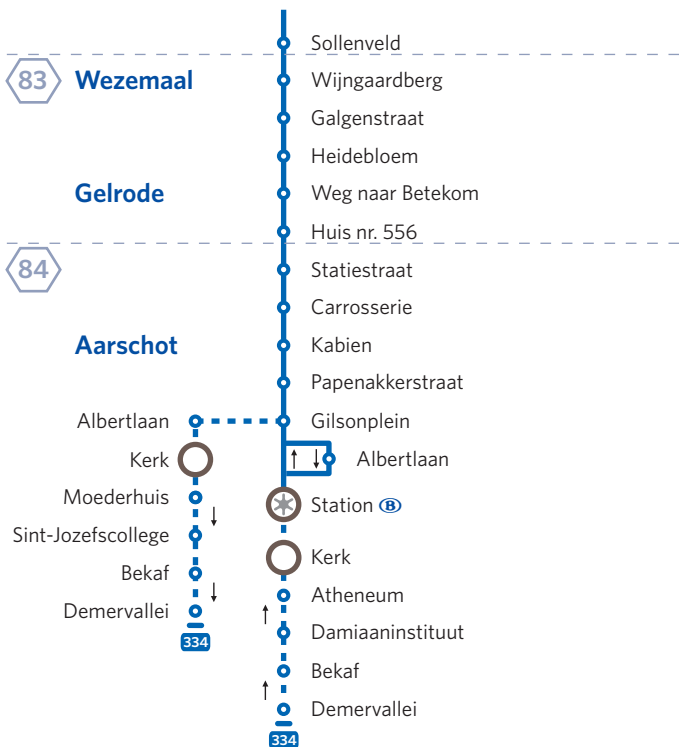 Sollenveld
83 Wezemaal Wijngaardberg
Galgenstraat
Heidebloem
Gelrode Weg naar Betekom
Huis nr. 556
84 Statiestraat
Carrosserie
Aarschot Kabien
Papenakkerstraat
Albertlaan Gilsonplein
Kerk Albertlaan
Moederhuis Station B
Sint-Jozefscollege Kerk
Bekaf Atheneum
Demervallei Damiaaninstituut
334 Bekaf
Demervallei
334